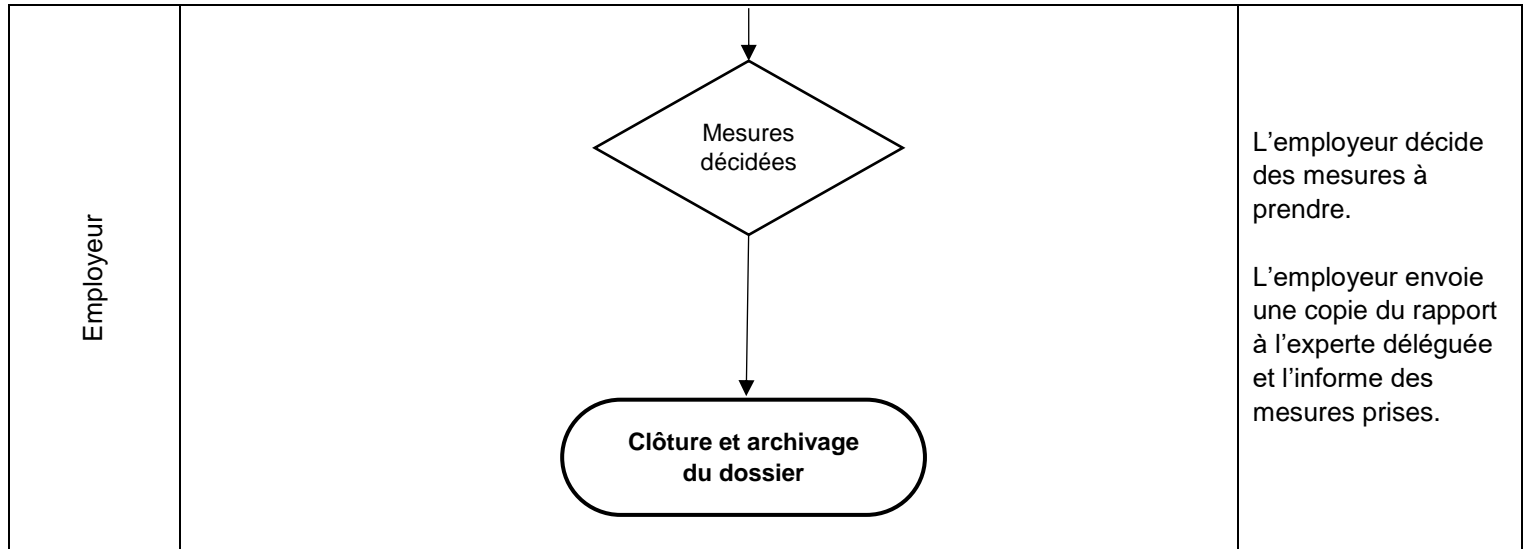 Employeur
Mesures
décidées
Clôture et archivage
du dossier
L’employeur décide
des mesures à
prendre.
L’employeur envoie
une copie du rapport
à l’experte déléguée
et l’informe des
mesures prises.